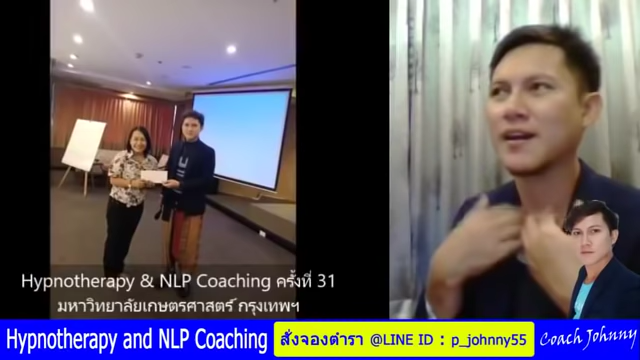 Hypnotherapy & NLP Coaching ครั้งที่ 31
มหาวิทยาลัยเกษตรศาสตร์ กรุงเทพฯ
Hypnotherapy and NLP Coaching
สั่งจองตำรา @LINE ID : p_johnny55
Coach Johnny